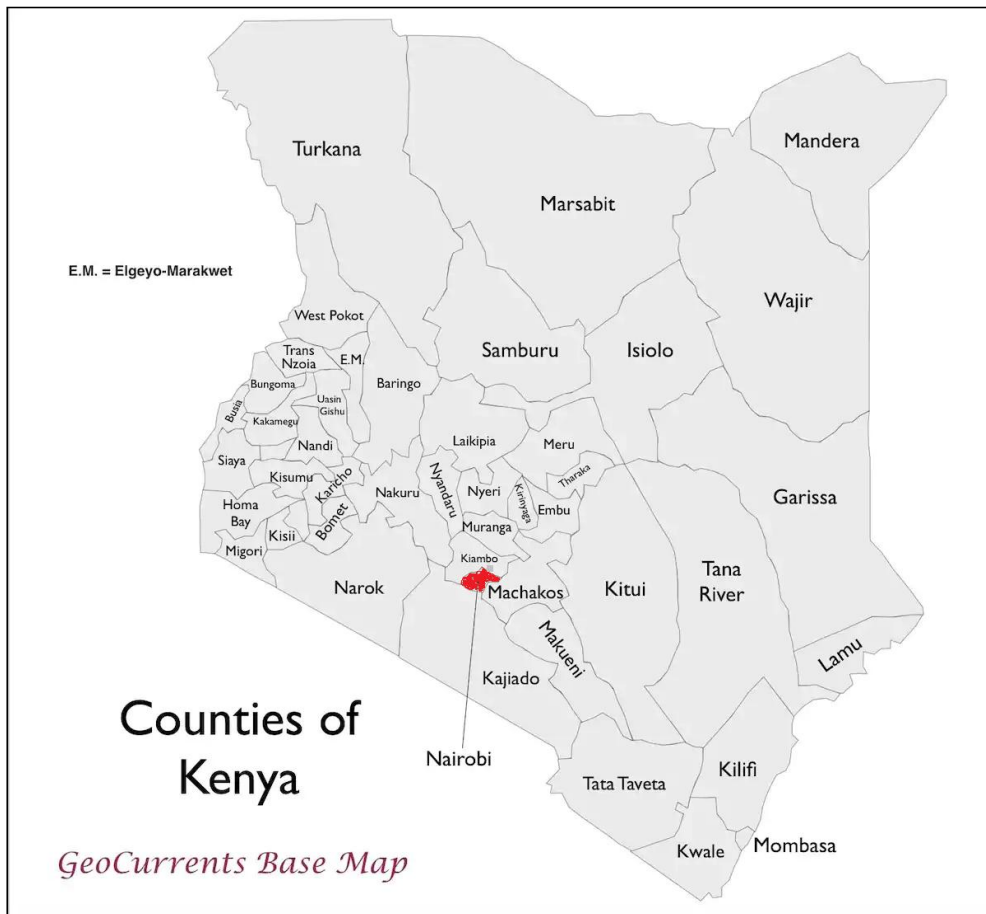 Turkana
Marsabit
Mandera
Wajir
E.M. = Elgeyo-Marakwet
West Pokot
Samburu
Isiolo
Trans
Nzoia
E.M.
Baringo
Bungoma
Busia
Uasin
Gishu
Kakamegu
Nandi
Laikipia
Meru
Siaya
Kisumu
Karicho
Nakuru
Nyandaru
Nyeri
Kirinyaga
Tharaka
Embu
Garissa
Homa
Bay
Kisii
Bomet
Muranga
Migori
Narok
Kiambo
Machakos
Kitui
Tana
River
Makueni
Lamu
Kajiado
Counties of
Kenya
Nairobi
Tata Taveta
Kilifi
Kwale
Mombasa
GeoCurrents Base Map